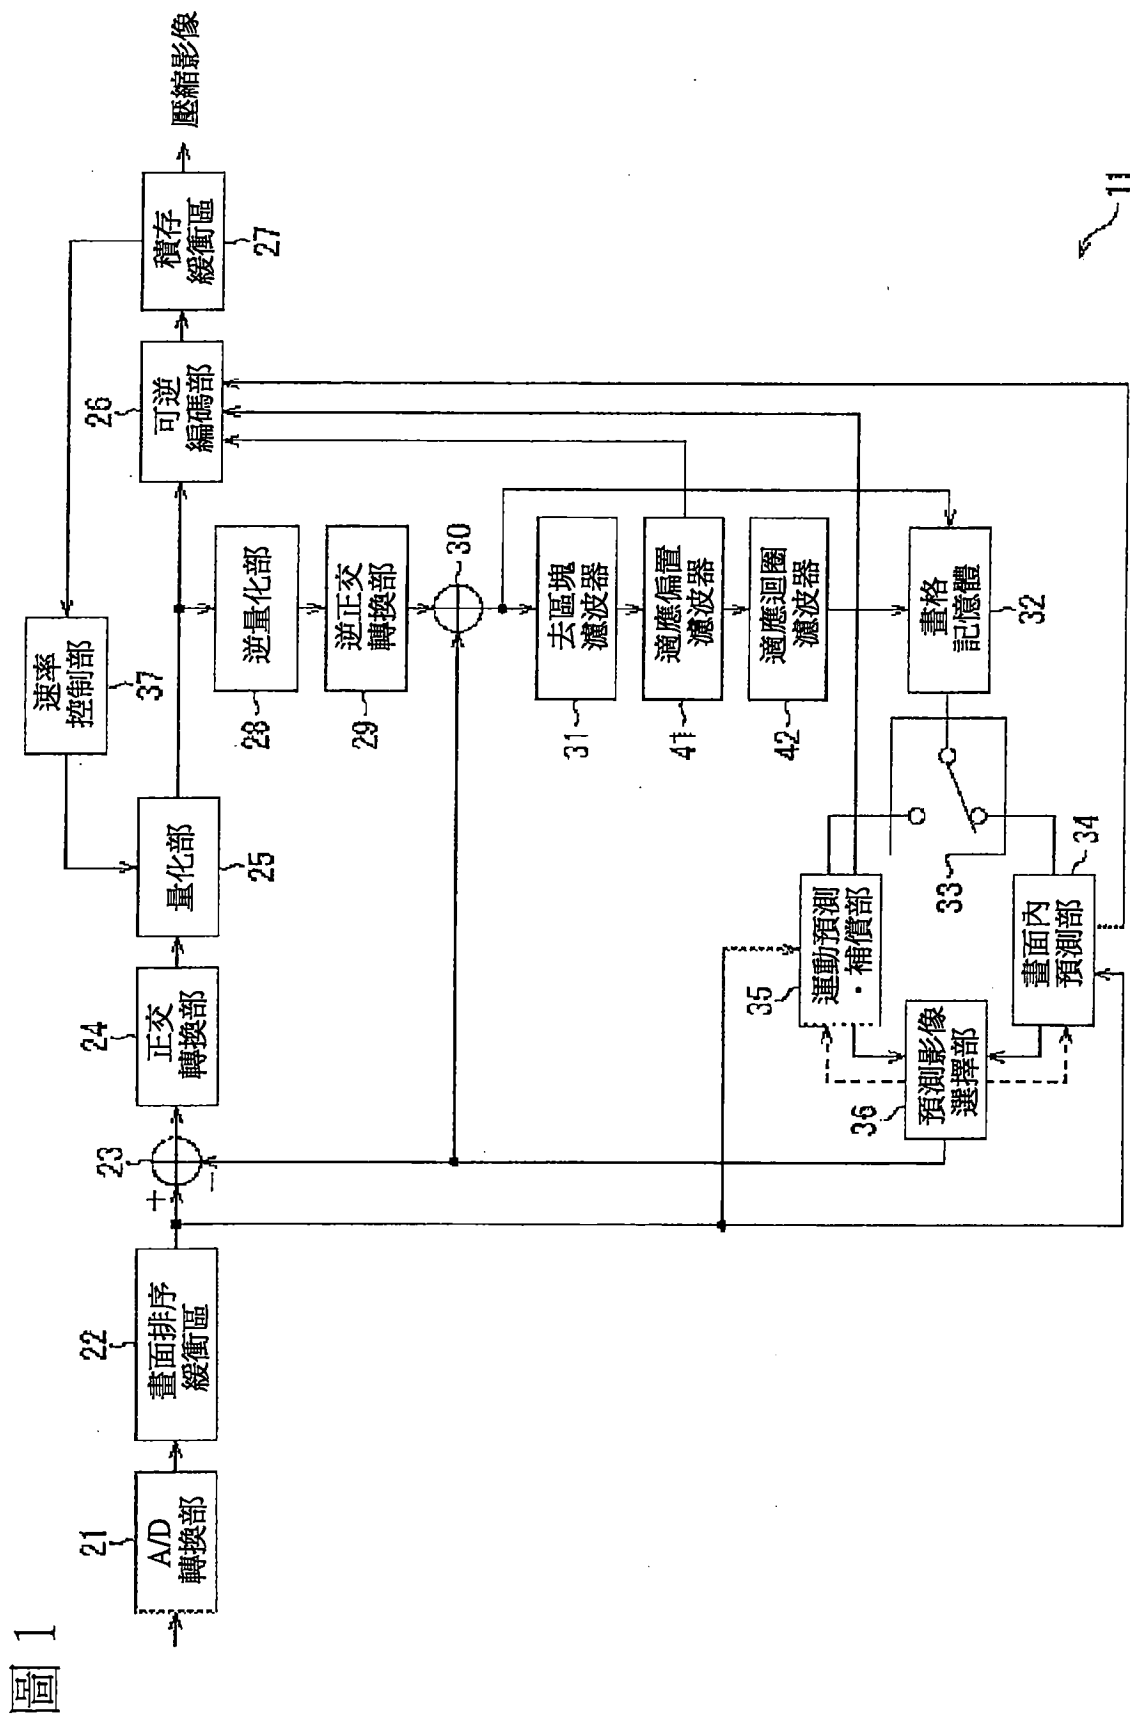 圖 1
11
21
A/D
轉換部
22
畫面排序
緩衝區
23
+
−
24
正交
轉換部
25
量化部
37
速率
控制部
26
可逆
編碼部
27
積存
緩衝區
壓縮影像
28
逆量化部
29
逆正交
轉換部
30
31
去區塊
濾波器
41
適應偏置
濾波器
42
適應迴圈
濾波器
32
畫格
記憶體
33
34
畫面內
預測部
35
運動預測
・補償部
36
預測影像
選擇部